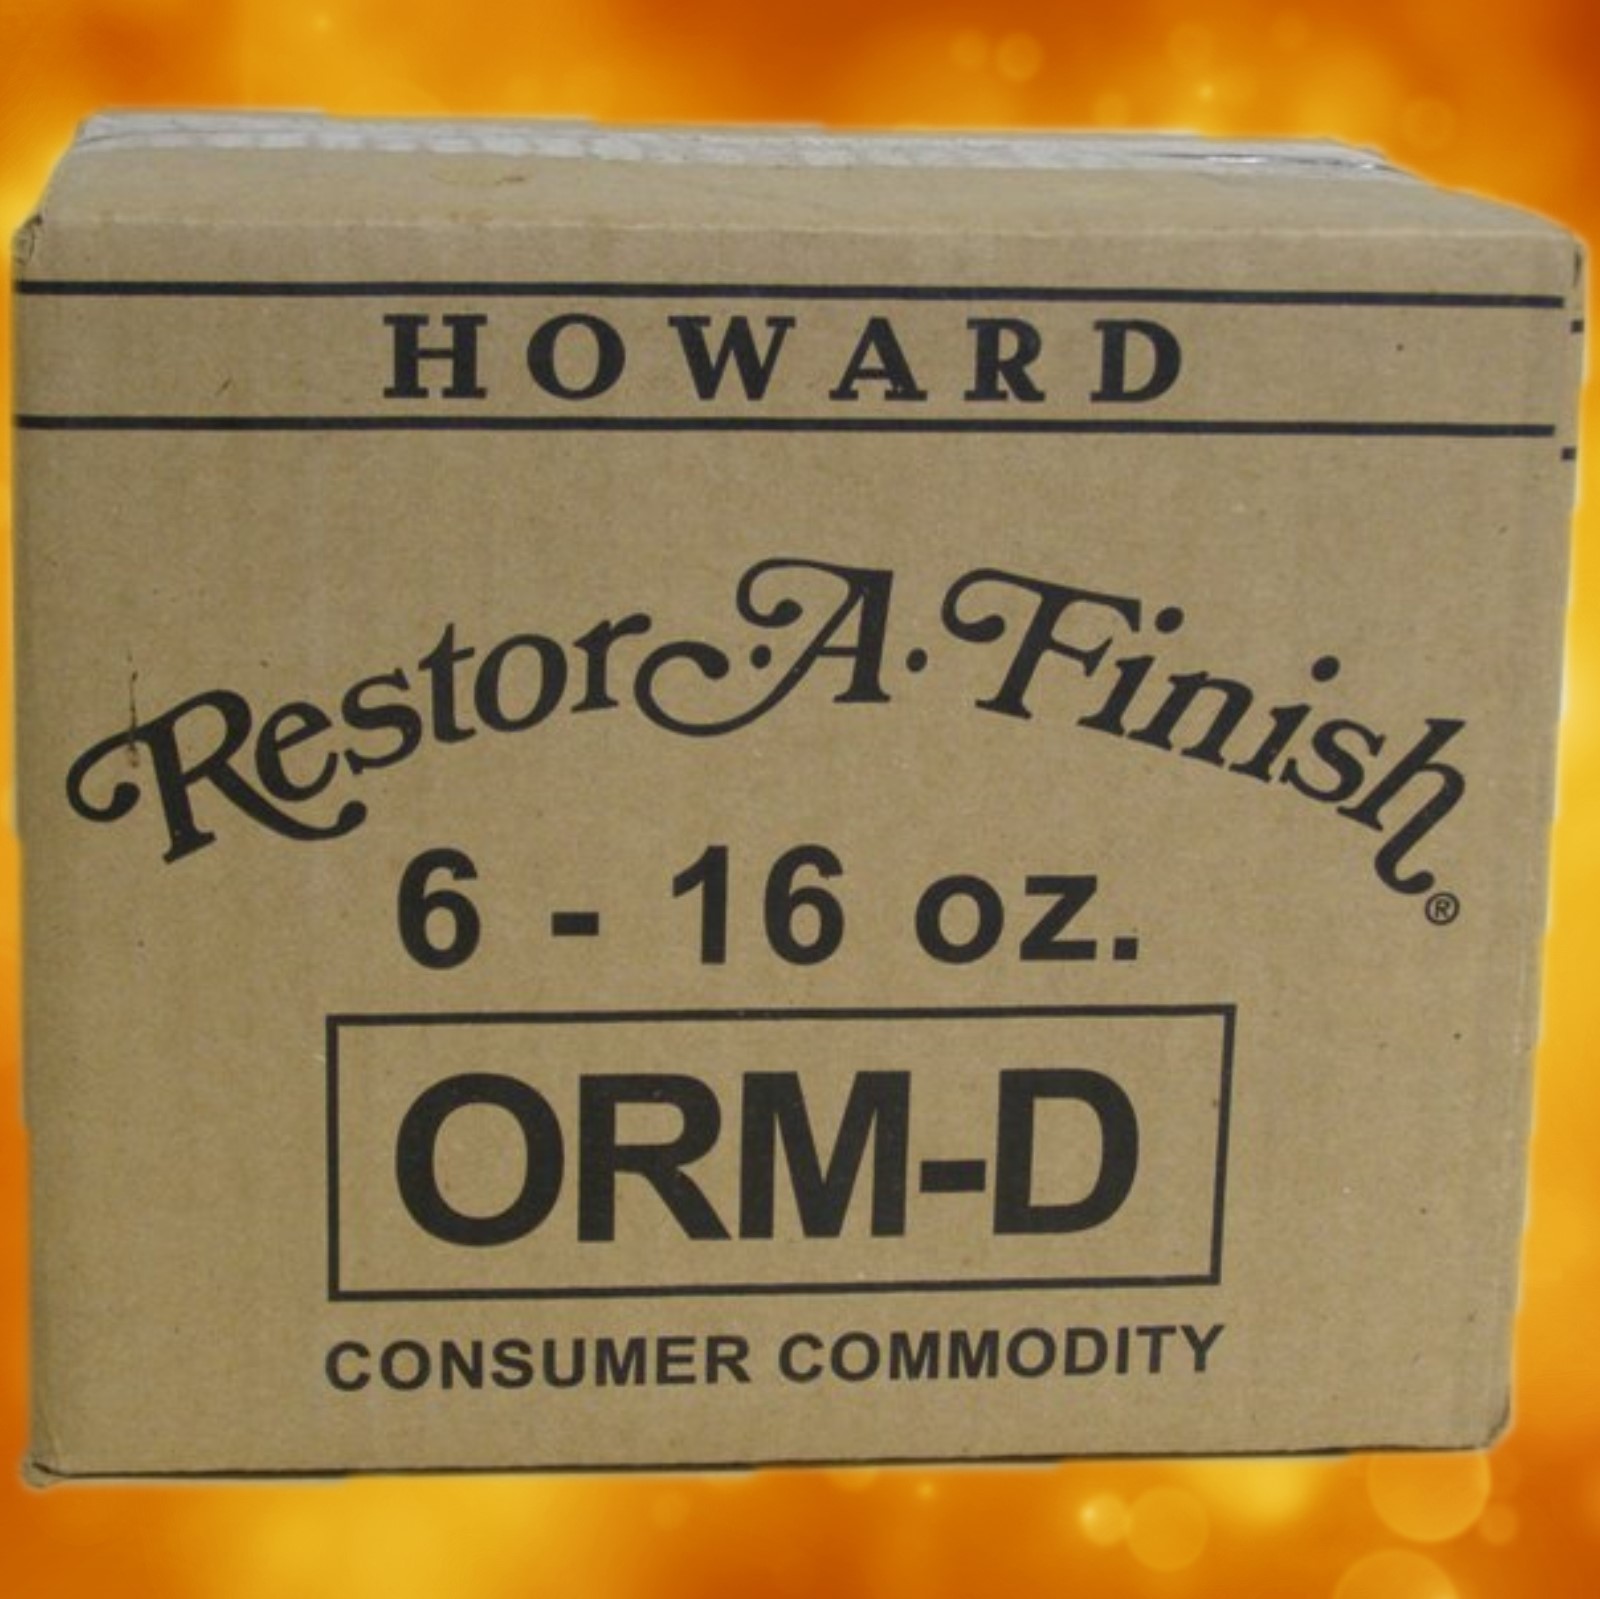 HOWARD
Restor·A·Finish®
6 - 16 oz.
ORM-D
CONSUMER COMMODITY